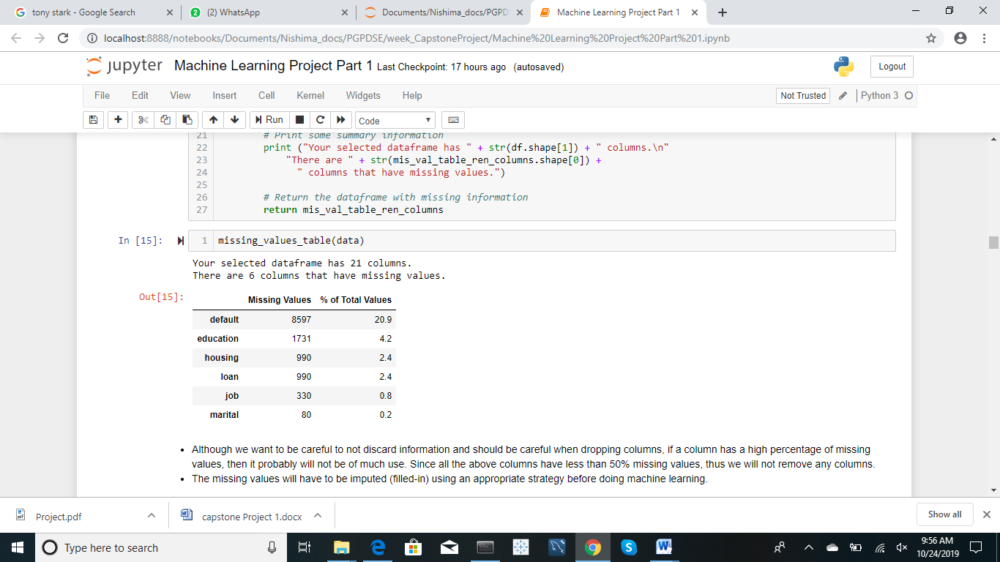 tony stark - Google Search
(2) WhatsApp
Documents/Nishima_docs/PGPD
Machine Learning Project Part 1
localhost:8888/notebooks/Documents/Nishima_docs/PGPDSE/week_CapstoneProject/Machine%20Learning%20Project%20Part%201.ipynb
jupyter Machine Learning Project Part 1 Last Checkpoint: 17 hours ago (autosaved)
Logout
File Edit View Insert Cell Kernel Widgets Help
Not Trusted Python 3
Run Code
21 # Print some summary information
22 print ("Your selected dataframe has " + str(df.shape[1]) + " columns.\n"
23 "There are " + str(mis_val_table_ren_columns.shape[0]) +
24 " columns that have missing values.")
25
26 # Return the dataframe with missing information
27 return mis_val_table_ren_columns
In [15]: 1 missing_values_table(data)
Your selected dataframe has 21 columns.
There are 6 columns that have missing values.
Out[15]:
Missing Values % of Total Values
default 8597 20.9
education 1731 4.2
housing 990 2.4
loan 990 2.4
job 330 0.8
marital 80 0.2
• Although we want to be careful to not discard information and should be careful when dropping columns, if a column has a high percentage of missing
values, then it probably will not be of much use. Since all the above columns have less than 50% missing values, thus we will not remove any columns.
• The missing values will have to be imputed (filled-in) using an appropriate strategy before doing machine learning.
Project.pdf
capstone Project 1.docx
Show all
Type here to search
9:56 AM
10/24/2019